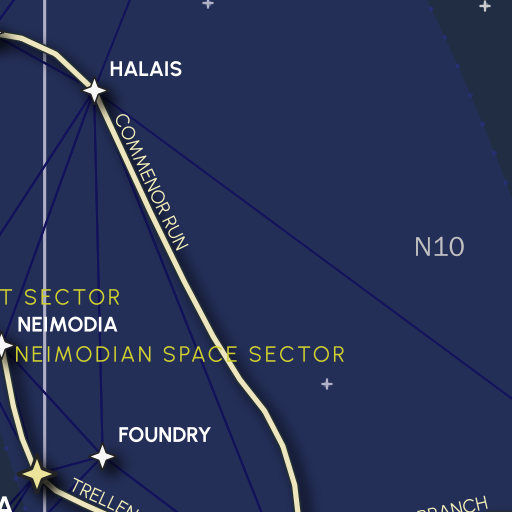 HALAIS
COMMENOR RUN
N10
T SECTOR
NEIMODIA
NEIMODIAN SPACE SECTOR
FOUNDRY
TRELLEN
BRANCH
A